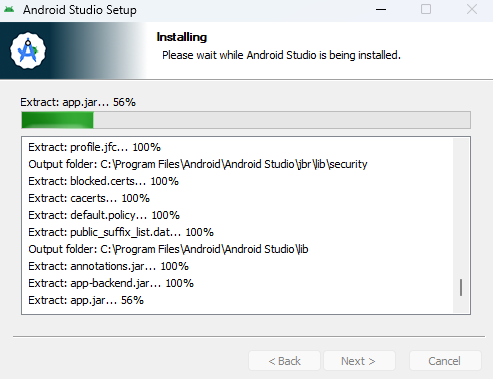 Android Studio Setup
Installing
Please wait while Android Studio is being installed.
Extract: app.jar... 56%
Extract: profile.jfc... 100%
Output folder: C:\Program Files\Android\Android Studio\jbr\lib\security
Extract: blocked.certs... 100%
Extract: cacerts... 100%
Extract: default.policy... 100%
Extract: public_suffix_list.dat... 100%
Output folder: C:\Program Files\Android\Android Studio\lib
Extract: annotations.jar... 100%
Extract: app-backend.jar... 100%
Extract: app.jar... 56%
< Back
Next >
Cancel